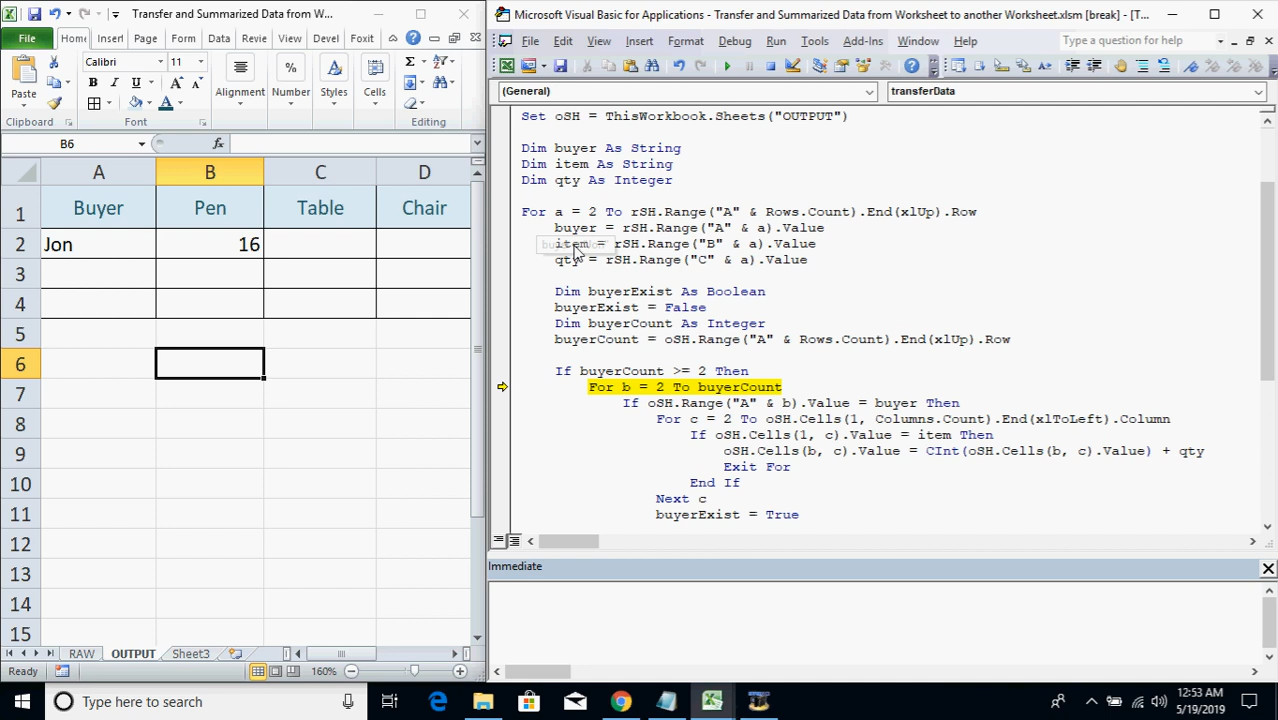 Transfer and Summarized Data from W...
File Home Insert Page Form Data Revie View Devel Foxit
Calibri 11
Paste B I U A A
Alignment Number Styles Cells
Clipboard Font Editing
B6 fx
A B C D
1 Buyer Pen Table Chair
2 Jon 16
3
4
5
6
7
8
9
10
11
12
13
14
15
RAW OUTPUT Sheet3
Ready 160%
Microsoft Visual Basic for Applications - Transfer and Summarized Data from Worksheet to another Worksheet.xlsm [break] - [T...
File Edit View Insert Format Debug Run Tools Add-Ins Window Help Type a question for help
(General) transferData
Set oSH = ThisWorkbook.Sheets("OUTPUT")
Dim buyer As String
Dim item As String
Dim qty As Integer
For a = 2 To rSH.Range("A" & Rows.Count).End(xlUp).Row
buyer = rSH.Range("A" & a).Value
item = rSH.Range("B" & a).Value
qty = rSH.Range("C" & a).Value
Dim buyerExist As Boolean
buyerExist = False
Dim buyerCount As Integer
buyerCount = oSH.Range("A" & Rows.Count).End(xlUp).Row
If buyerCount >= 2 Then
For b = 2 To buyerCount
If oSH.Range("A" & b).Value = buyer Then
For c = 2 To oSH.Cells(1, Columns.Count).End(xlToLeft).Column
If oSH.Cells(1, c).Value = item Then
oSH.Cells(b, c).Value = CInt(oSH.Cells(b, c).Value) + qty
Exit For
End If
Next c
buyerExist = True
Immediate
Type here to search
12:53 AM
5/19/2019